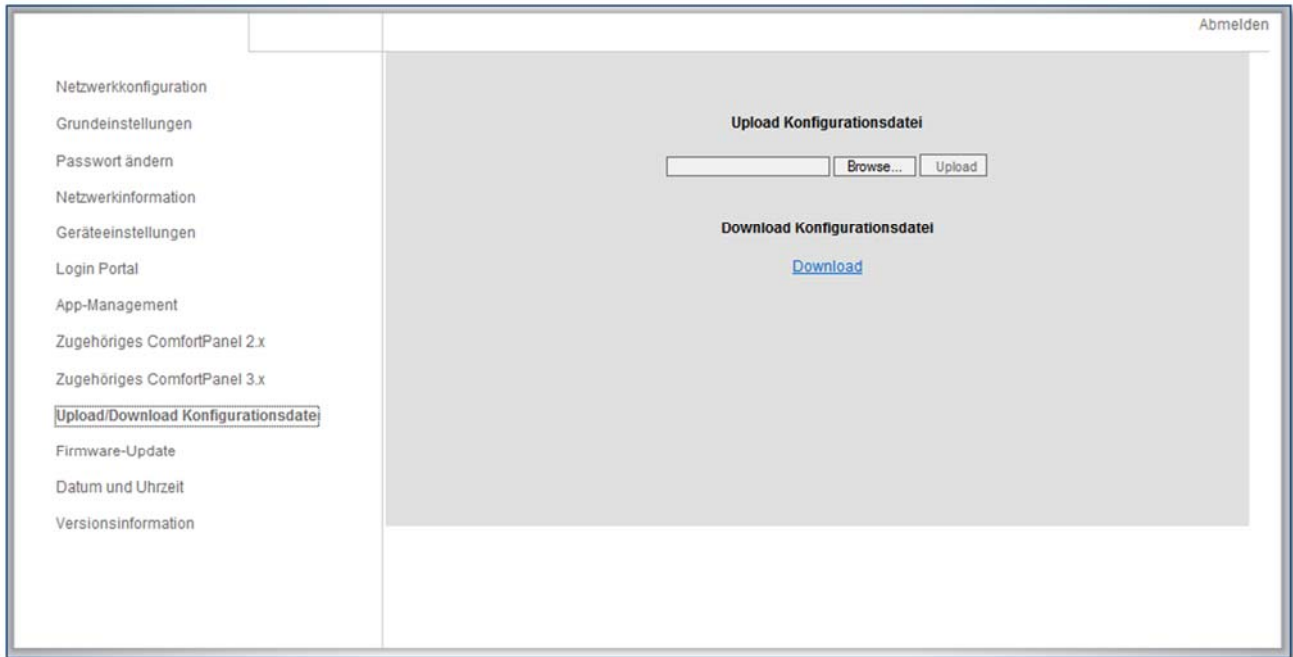 Abmelden
Netzwerkkonfiguration
Grundeinstellungen
Passwort ändern
Netzwerkinformation
Geräteeinstellungen
Login Portal
App-Management
Zugehöriges ComfortPanel 2.x
Zugehöriges ComfortPanel 3.x
Upload/Download Konfigurationsdatei
Firmware-Update
Datum und Uhrzeit
Versionsinformation
Upload Konfigurationsdatei
Browse... Upload
Download Konfigurationsdatei
Download